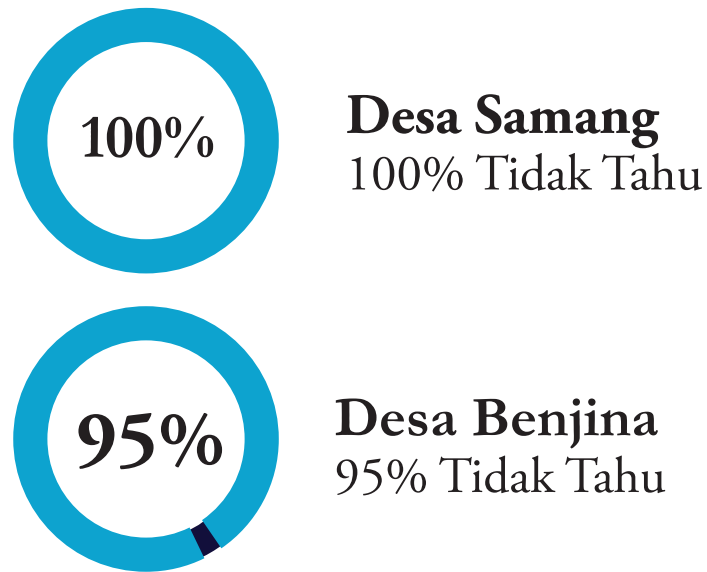 100%
Desa Samang
100% Tidak Tahu
95%
Desa Benjina
95% Tidak Tahu